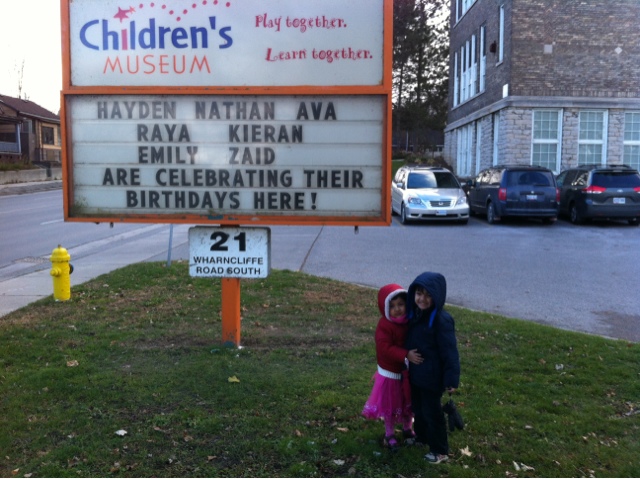 Children's
MUSEUM
Play together.
Learn together.
HAYDEN NATHAN AVA
RAYA KIERAN
EMILY ZAID
ARE CELEBRATING THEIR
BIRTHDAYS HERE!
21
WHARNCLIFFE
ROAD SOUTH